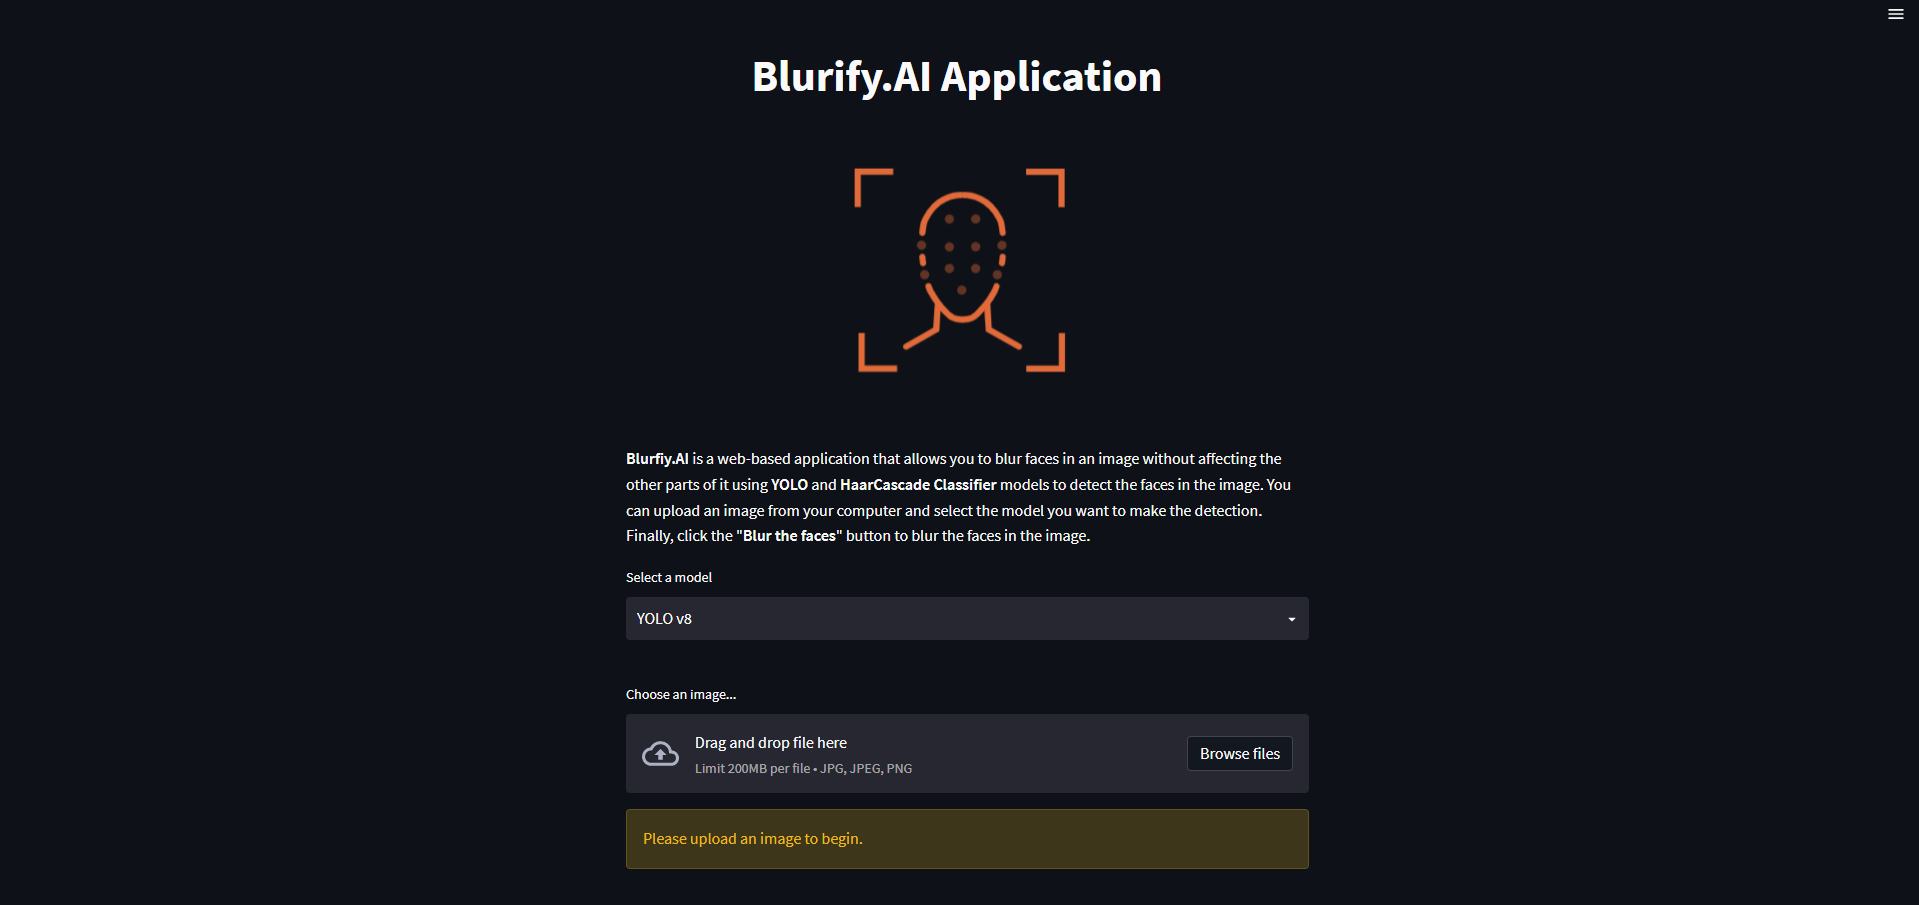 Blurify.AI Application
Blurfiy.AI is a web-based application that allows you to blur faces in an image without affecting the
other parts of it using YOLO and HaarCascade Classifier models to detect the faces in the image. You
can upload an image from your computer and select the model you want to make the detection.
Finally, click the "Blur the faces" button to blur the faces in the image.
Select a model
YOLO v8
Choose an image...
Drag and drop file here
Limit 200MB per file • JPG, JPEG, PNG
Browse files
Please upload an image to begin.